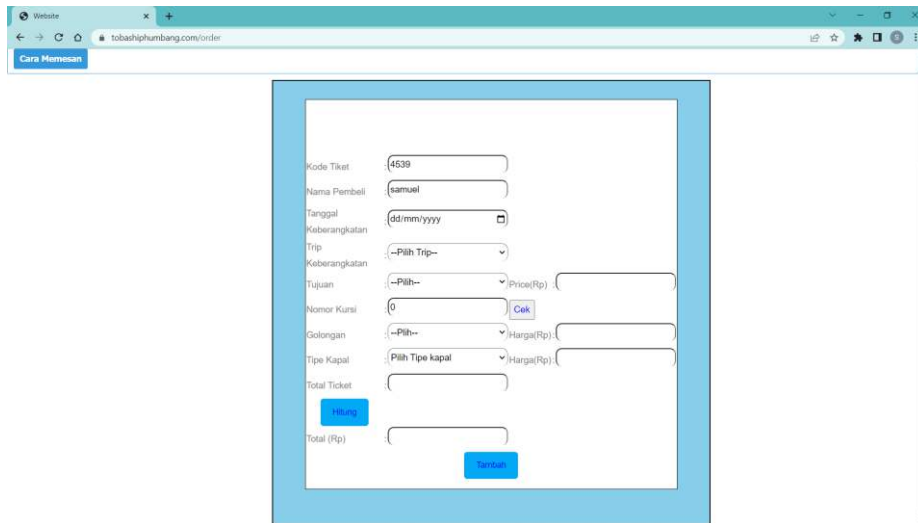 Website
tobashiphumbang.com/order
S
Cara Memesan
Kode Tiket : 4539
Nama Pembeli : samuel
Tanggal
Keberangkatan : dd/mm/yyyy
Trip
Keberangkatan : --Pilih Trip--
Tujuan : --Pilih-- Price(Rp) :
Nomor Kursi : 0 Cek
Golongan : --Plih-- Harga(Rp):
Tipe Kapal : Pilih Tipe kapal Harga(Rp):
Total Ticket :
Hitung
Total (Rp) :
Tambah